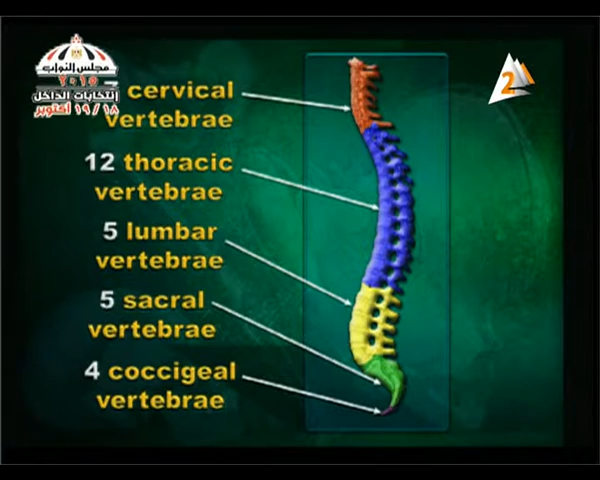 مجلس النواب
٢٠١٥
إنتخابات الداخل
١٨ / ١٩ أكتوبر
2
cervical
vertebrae
12 thoracic
vertebrae
5 lumbar
vertebrae
5 sacral
vertebrae
4 coccigeal
vertebrae